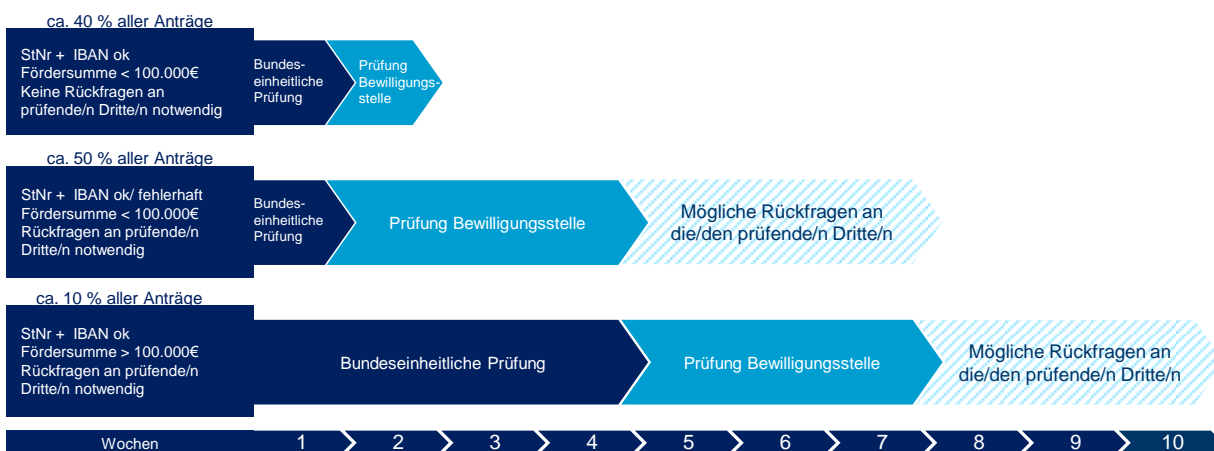 ca. 40 % aller Anträge
StNr + IBAN ok
Fördersumme < 100.000€
Keine Rückfragen an
prüfende/n Dritte/n notwendig
Bundes-
einheitliche
Prüfung
Prüfung
Bewilligungs-
stelle
ca. 50 % aller Anträge
StNr + IBAN ok/ fehlerhaft
Fördersumme < 100.000€
Rückfragen an prüfende/n
Dritte/n notwendig
Bundes-
einheitliche
Prüfung
Prüfung Bewilligungsstelle
Mögliche Rückfragen an
die/den prüfende/n Dritte/n
ca. 10 % aller Anträge
StNr + IBAN ok
Fördersumme > 100.000€
Rückfragen an prüfende/n
Dritte/n notwendig
Bundeseinheitliche Prüfung
Prüfung Bewilligungsstelle
Mögliche Rückfragen an
die/den prüfende/n Dritte/n
Wochen 1 2 3 4 5 6 7 8 9 10